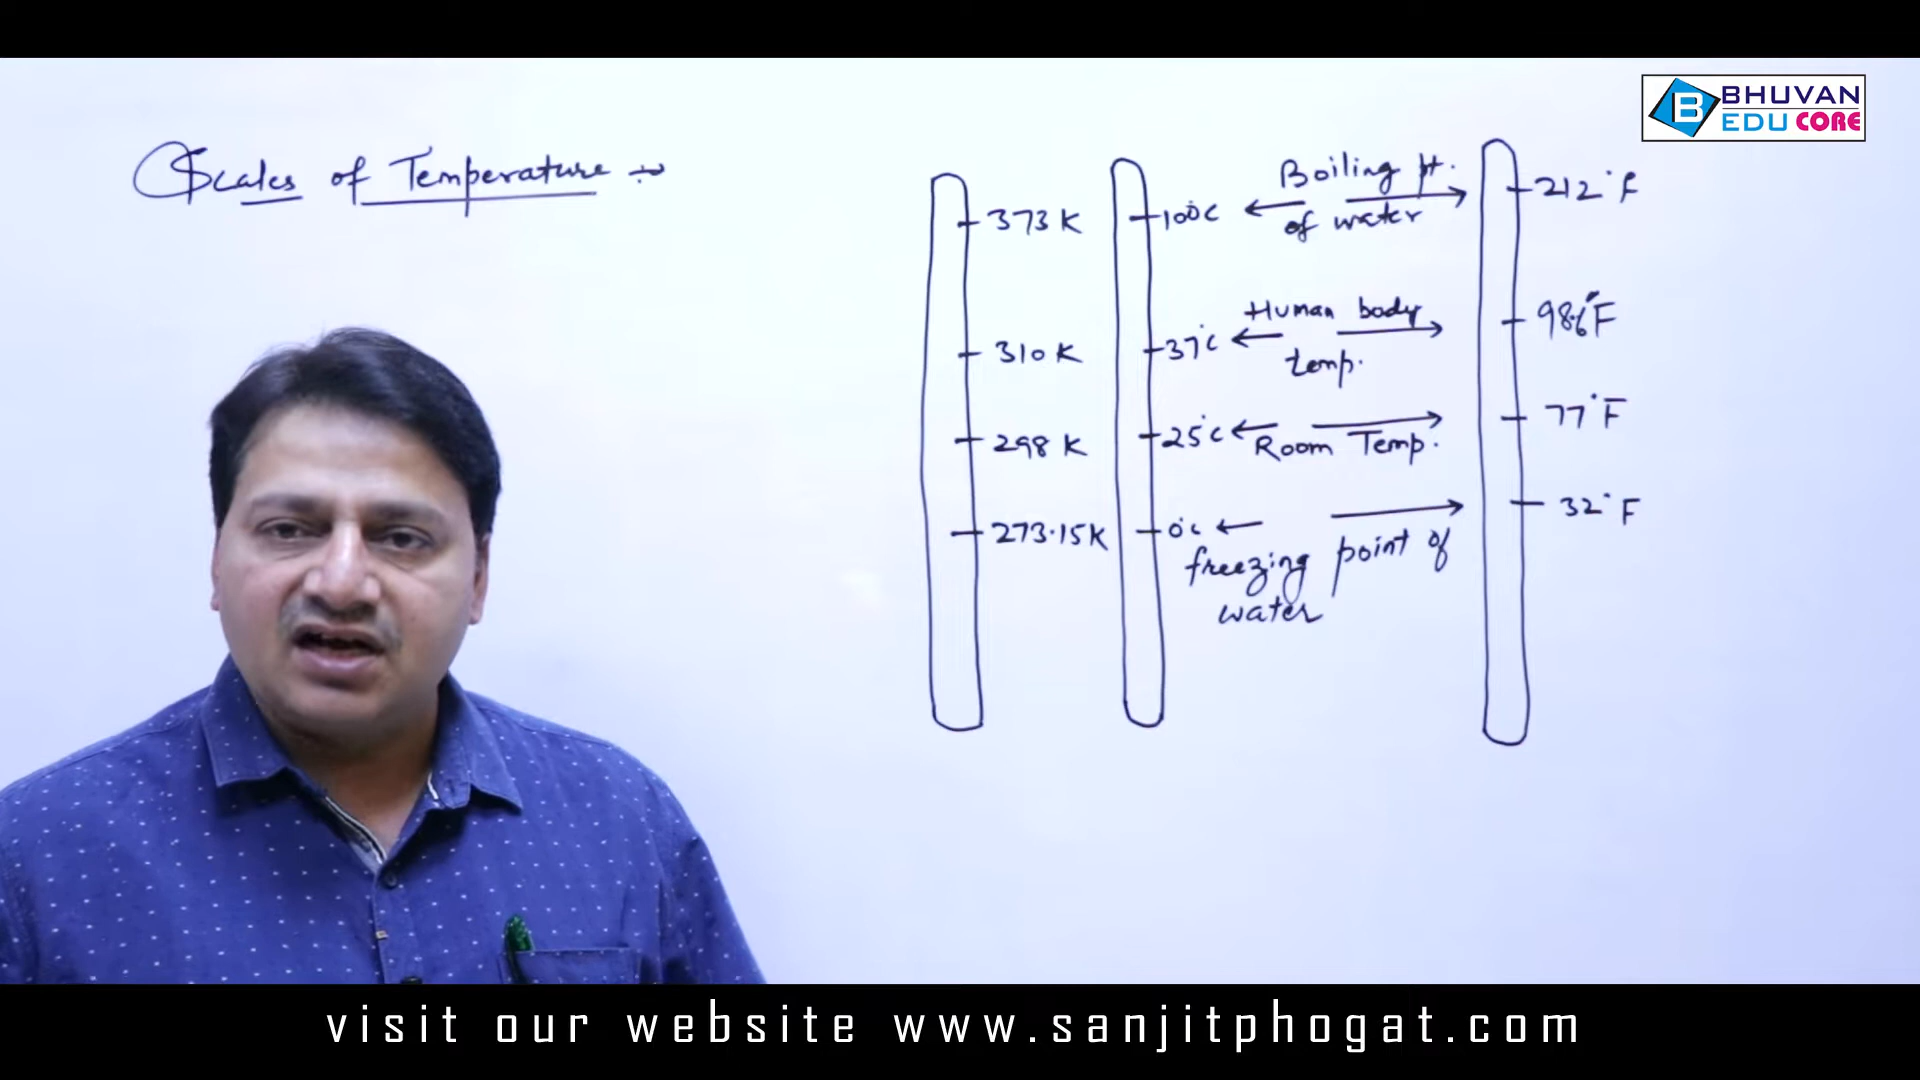 BHUVAN
EDU CORE
Scales of Temperature :-
373 K
100°C
Boiling pt.
of water
212°F
310 K
37°C
Human body
temp.
98.6°F
298 K
25°C
Room Temp.
77°F
273.15K
0°C
freezing point of
water
32°F
visit our website www.sanjitphogat.com